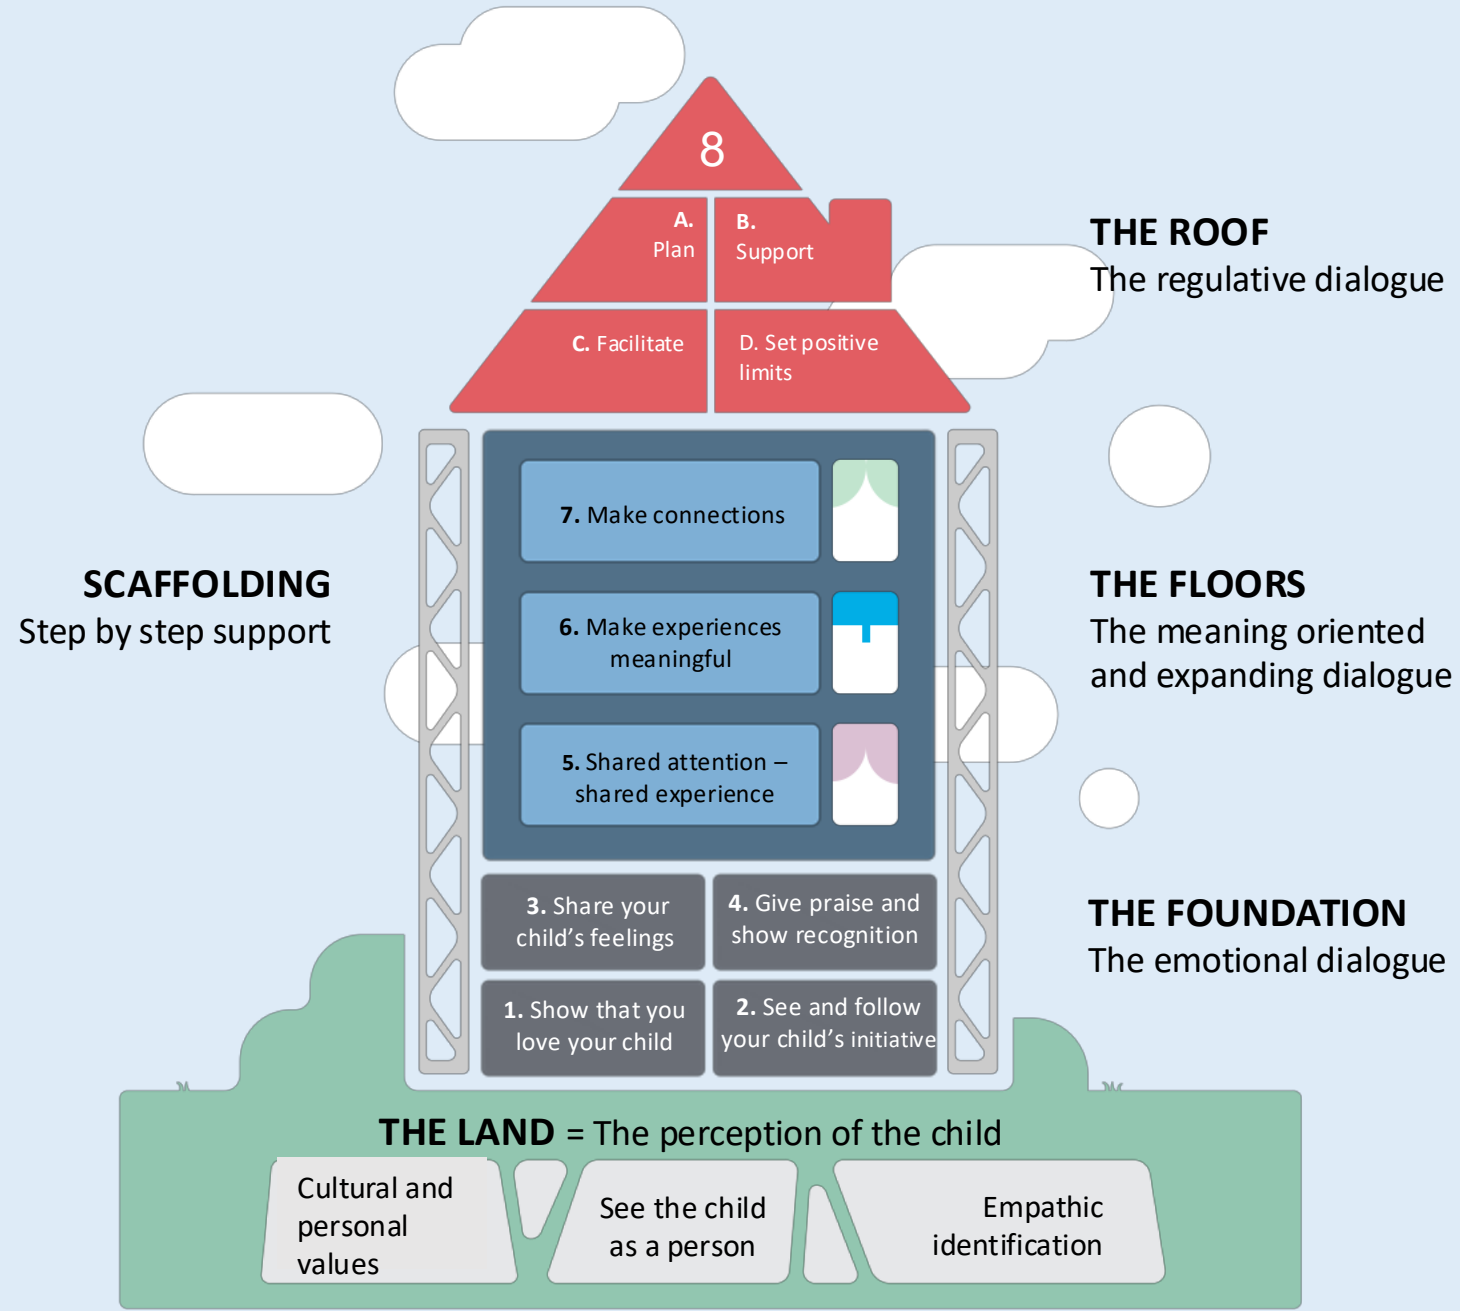 8
A.
Plan
B.
Support
C. Facilitate
D. Set positive
limits
THE ROOF
The regulative dialogue
7. Make connections
6. Make experiences
meaningful
5. Shared attention –
shared experience
SCAFFOLDING
Step by step support
THE FLOORS
The meaning oriented
and expanding dialogue
3. Share your
child’s feelings
4. Give praise and
show recognition
1. Show that you
love your child
2. See and follow
your child’s initiative
THE FOUNDATION
The emotional dialogue
THE LAND = The perception of the child
Cultural and
personal
values
See the child
as a person
Empathic
identification